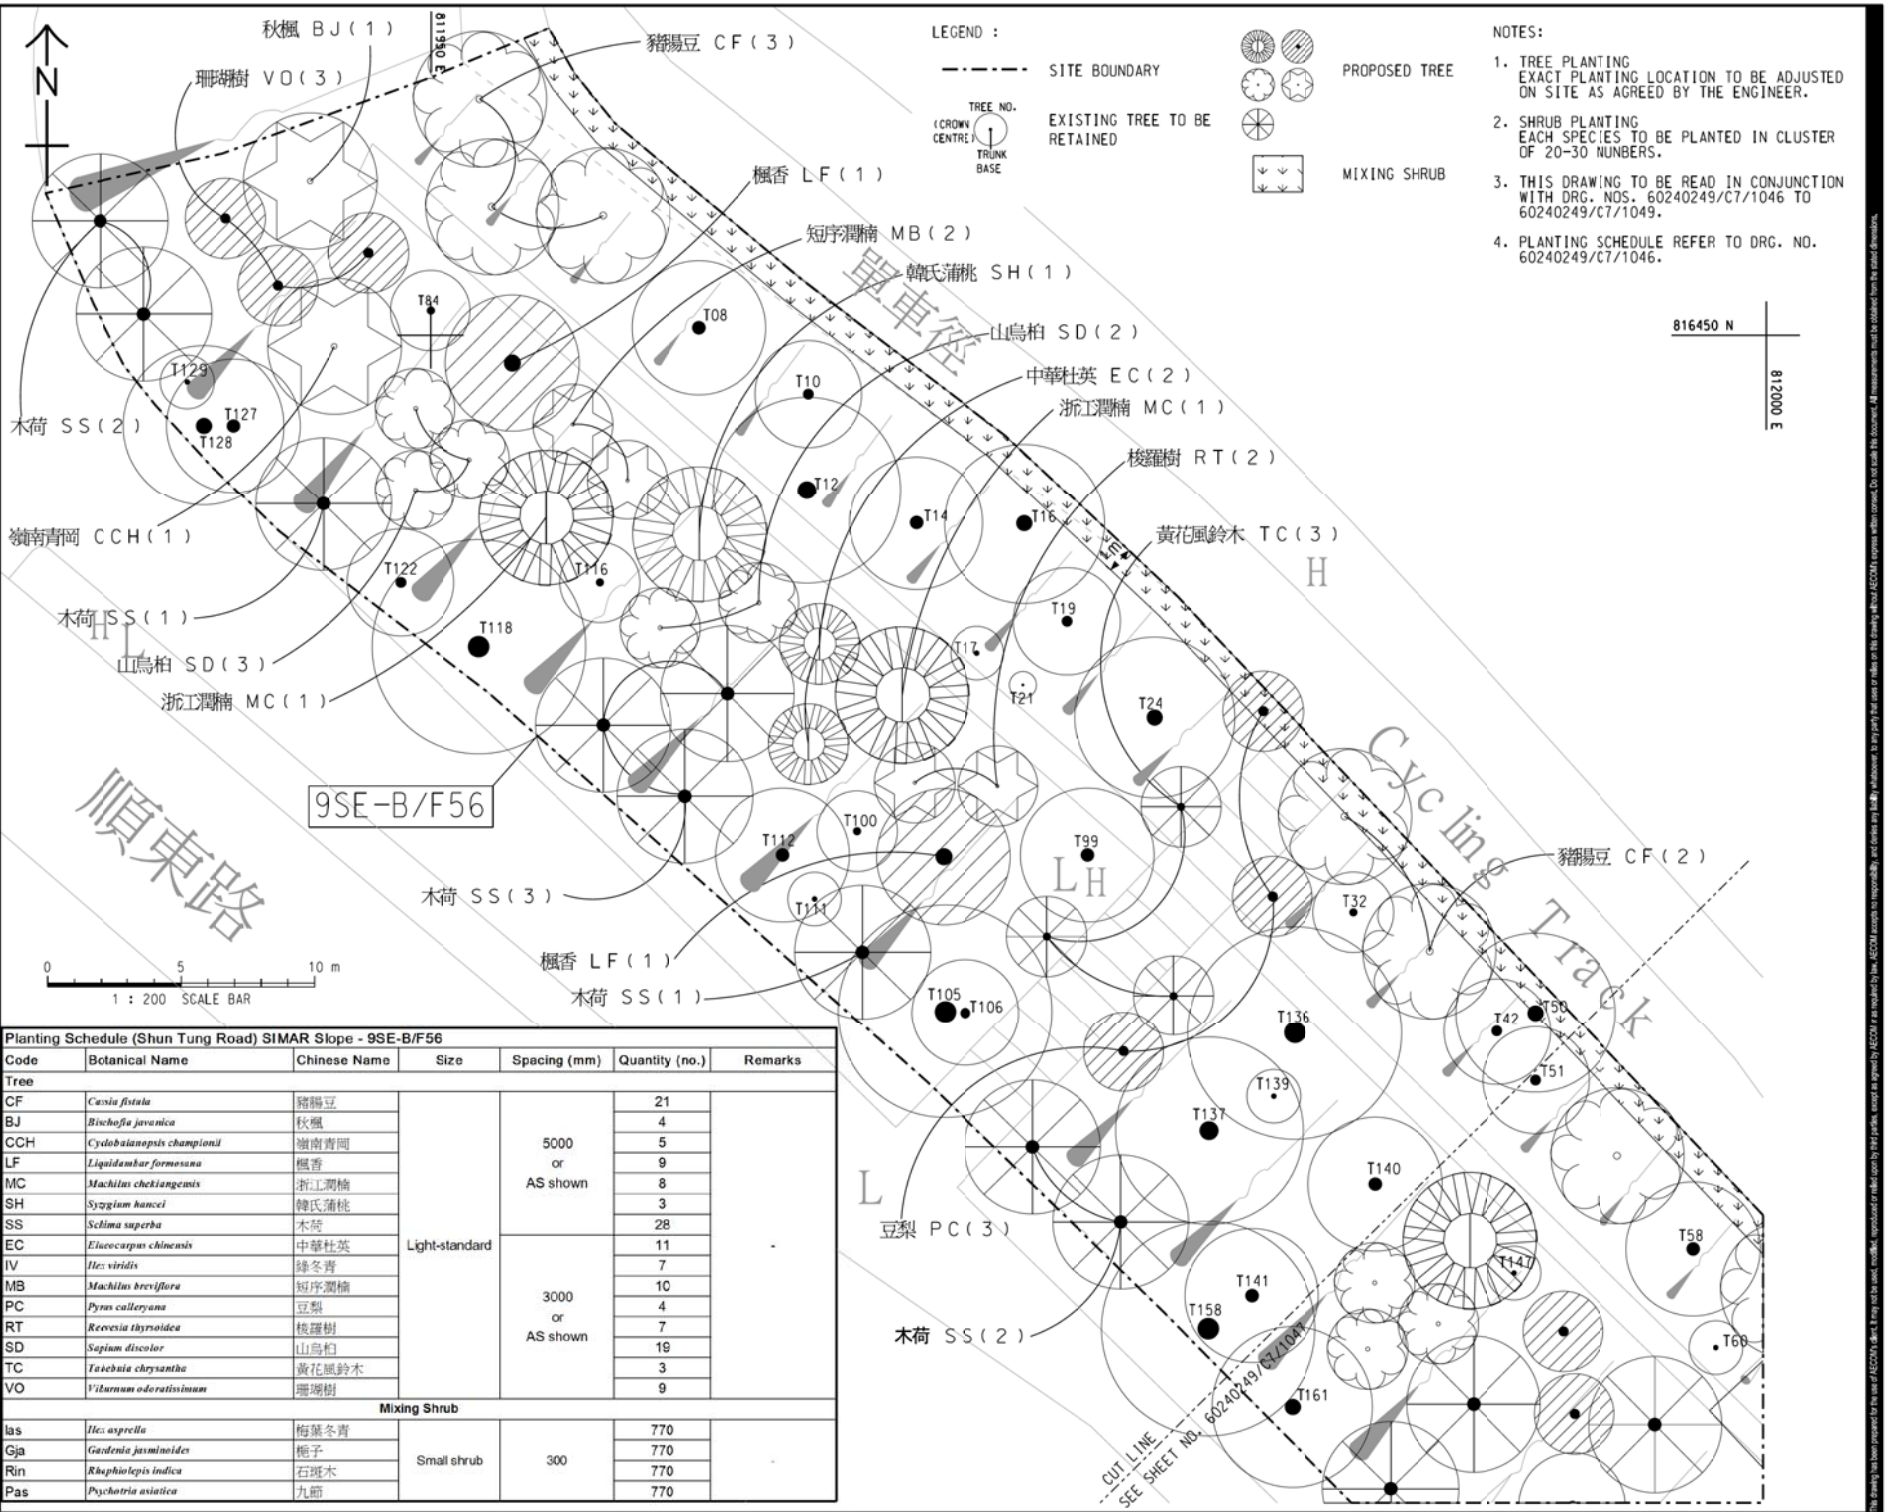 秋楓 BJ(1)
819950 E
豬腸豆 CF(3)
珊瑚樹 VO(3)
N
楓香 LF(1)
短序潤楠 MB(2)
韓氏蒲桃 SH(1)
單車徑
山烏桕 SD(2)
中華杜英 EC(2)
浙江潤楠 MC(1)
梭羅樹 RT(2)
黃花風鈴木 TC(3)
LEGEND :
SITE BOUNDARY
TREE NO.
(CROWN CENTRE)
TRUNK BASE
EXISTING TREE TO BE
RETAINED
PROPOSED TREE
MIXING SHRUB
NOTES:
1. TREE PLANTING
EXACT PLANTING LOCATION TO BE ADJUSTED
ON SITE AS AGREED BY THE ENGINEER.
2. SHRUB PLANTING
EACH SPECIES TO BE PLANTED IN CLUSTER
OF 20-30 NUNBERS.
3. THIS DRAWING TO BE READ IN CONJUNCTION
WITH DRG. NOS. 60240249/C7/1046 TO
60240249/C7/1049.
4. PLANTING SCHEDULE REFER TO DRG. NO.
60240249/C7/1046.
816450 N
812000 E
T84
T08
T129
T10
T127
T128
木荷 SS(2)
T12
T14
T16
嶺南青岡 CCH(1)
T122
T116
H
木荷 SS(1)
T118
T19
T17
T21
T24
H
L
山烏桕 SD(3)
浙江潤楠 MC(1)
9SE-B/F56
順東路
Cycling Track
T112
T100
T99
L H
豬腸豆 CF(2)
木荷 SS(3)
T111
T32
楓香 LF(1)
木荷 SS(1)
T105
T106
T136
T42
T50
T51
T139
T137
T140
L
豆梨 PC(3)
T58
T141
T141
T158
T60
木荷 SS(2)
T161
CUT LINE
SEE SHEET NO. 60240249/C7/1047
0 5 10 m
1 : 200 SCALE BAR
Planting Schedule (Shun Tung Road) SIMAR Slope - 9SE-B/F56
Code Botanical Name Chinese Name Size Spacing (mm) Quantity (no.) Remarks
Tree
CF Cassia fistula 豬腸豆 21
BJ Bischofia javanica 秋楓 4
CCH Cyclobalanopsis championii 嶺南青岡 5000 5
LF Liquidambar formosana 楓香 or 9
MC Machilus chekiangensis 浙江潤楠 AS shown 8
SH Syzygium hancei 韓氏蒲桃 3
SS Schima superba 木荷 28
EC Elaeocarpus chinensis 中華杜英 Light-standard 11 -
IV Ilex viridis 綠冬青 7
MB Machilus breviflora 短序潤楠 3000 10
PC Pyrus calleryana 豆梨 or 4
RT Reevesia thyrsoidea 梭羅樹 AS shown 7
SD Sapium discolor 山烏桕 19
TC Tabebuia chrysantha 黃花風鈴木 3
VO Viburnum odoratissimum 珊瑚樹 9
Mixing Shrub
Ias Ilex asprella 梅葉冬青 770
Gja Gardenia jasminoides 梔子 770
Rin Rhaphiolepis indica 石斑木 Small shrub 300 770 -
Pas Psychotria asiatica 九節 770